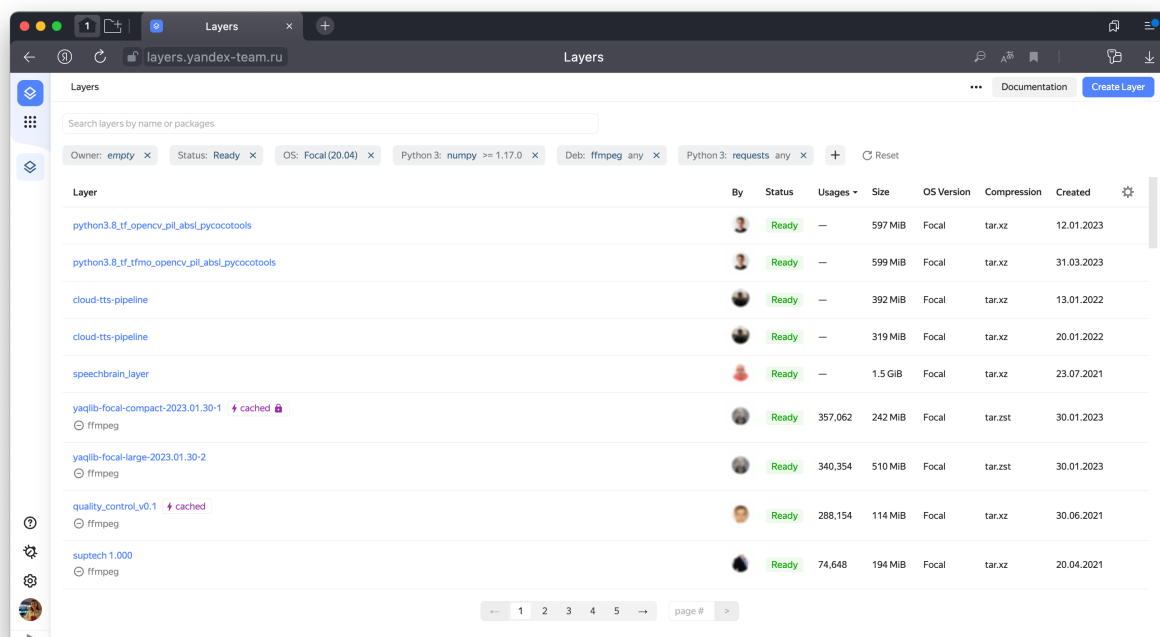 1 Layers
layers.yandex-team.ru Layers
Layers Documentation Create Layer
Search layers by name or packages
Owner: empty Status: Ready OS: Focal (20.04) Python 3: numpy >= 1.17.0 Deb: ffmpeg any Python 3: requests any Reset
Layer By Status Usages Size OS Version Compression Created
python3.8_tf_opencv_pil_absl_pycocotools Ready — 597 MiB Focal tar.xz 12.01.2023
python3.8_tf_tfmo_opencv_pil_absl_pycocotools Ready — 599 MiB Focal tar.xz 31.03.2023
cloud-tts-pipeline Ready — 392 MiB Focal tar.xz 13.01.2022
cloud-tts-pipeline Ready — 319 MiB Focal tar.xz 20.01.2022
speechbrain_layer Ready — 1.5 GiB Focal tar.xz 23.07.2021
yaqlib-focal-compact-2023.01.30-1 cached Ready 357,062 242 MiB Focal tar.zst 30.01.2023
ffmpeg
yaqlib-focal-large-2023.01.30-2 Ready 340,354 510 MiB Focal tar.zst 30.01.2023
ffmpeg
quality_control_v0.1 cached Ready 288,154 114 MiB Focal tar.xz 30.06.2021
ffmpeg
suptech 1.000 Ready 74,648 194 MiB Focal tar.xz 20.04.2021
ffmpeg
← 1 2 3 4 5 → page # >